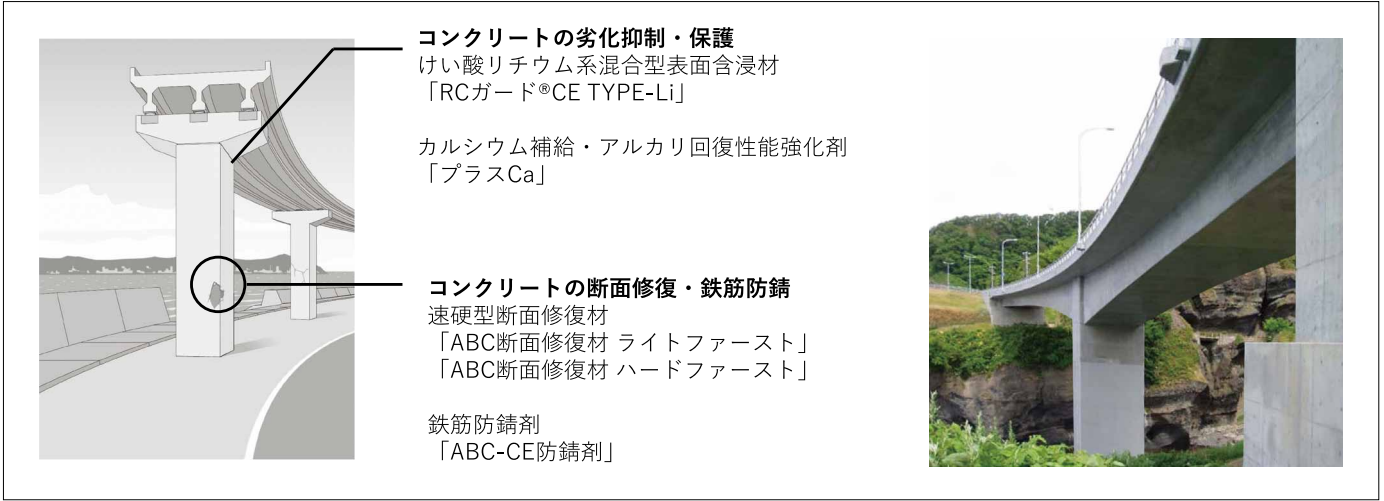 コンクリートの劣化抑制・保護
けい酸リチウム系混合型表面含浸材
「RCガード®CE TYPE-Li」
カルシウム補給・アルカリ回復性能強化剤
「プラスCa」
コンクリートの断面修復・鉄筋防錆
速硬型断面修復材
「ABC断面修復材 ライトファースト」
「ABC断面修復材 ハードファースト」
鉄筋防錆剤
「ABC-CE防錆剤」